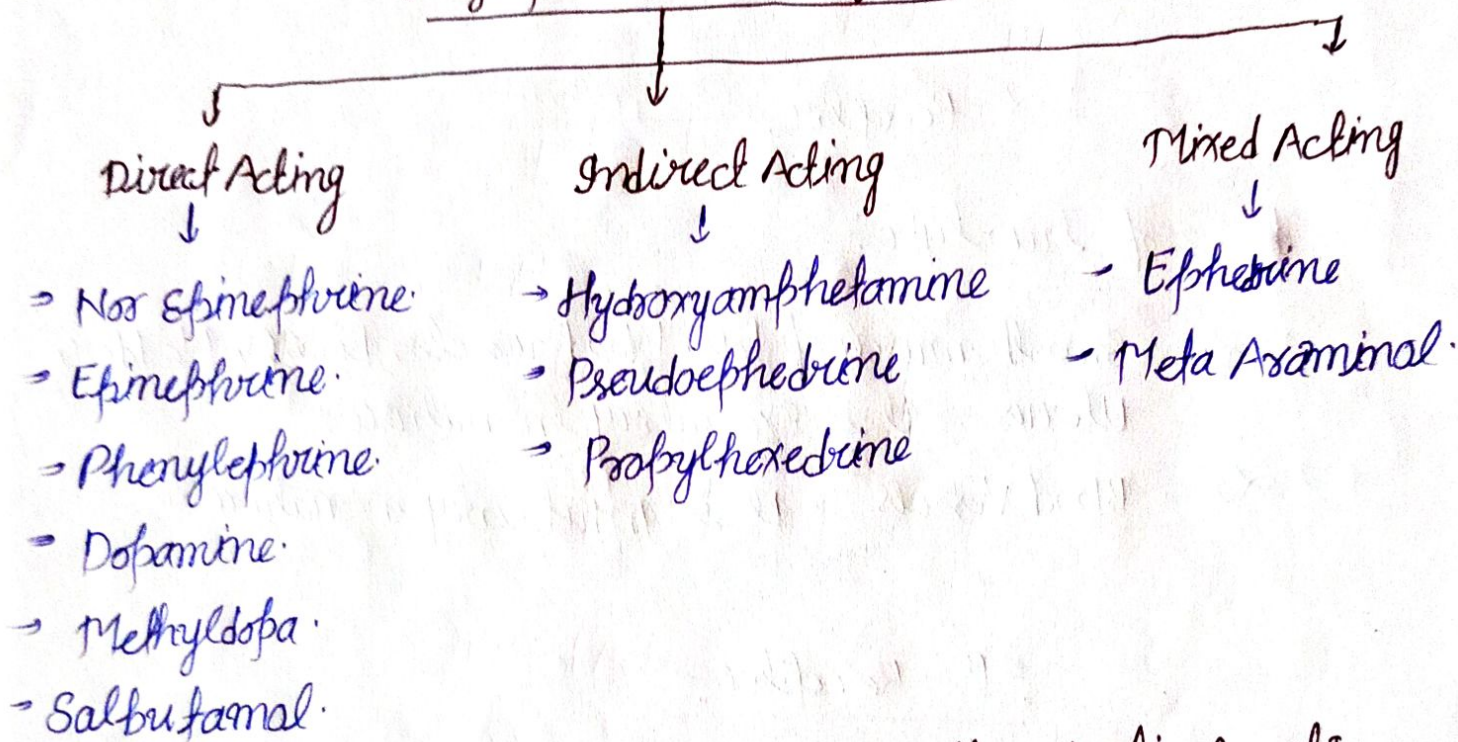 Direct Acting
Indirect Acting
Mixed Acting
Nor Epinephrine.
Epinephrine.
Phenylephrine.
Dopamine.
Methyldopa.
Salbutamol.
Hydroxyamphetamine
Pseudoephedrine
Propylhexedrine
Ephedrine
Meta Araminol.